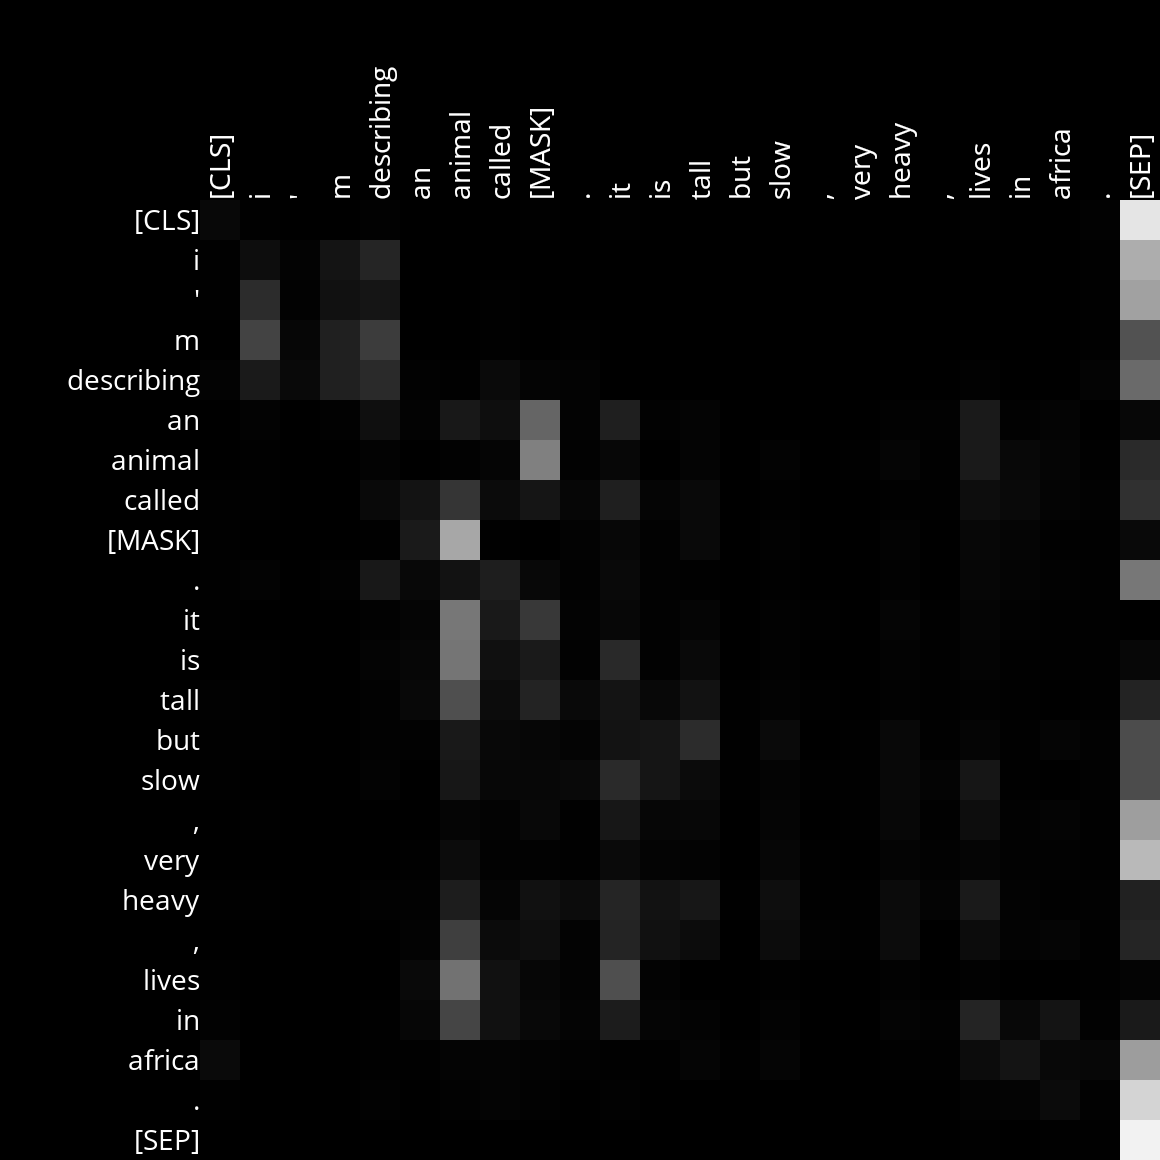 [CLS] i ' m describing an animal called [MASK] . it is tall but slow , very heavy , lives in africa . [SEP]
[CLS]
i
'
m
describing
an
animal
called
[MASK]
.
it
is
tall
but
slow
,
very
heavy
,
lives
in
africa
.
[SEP]